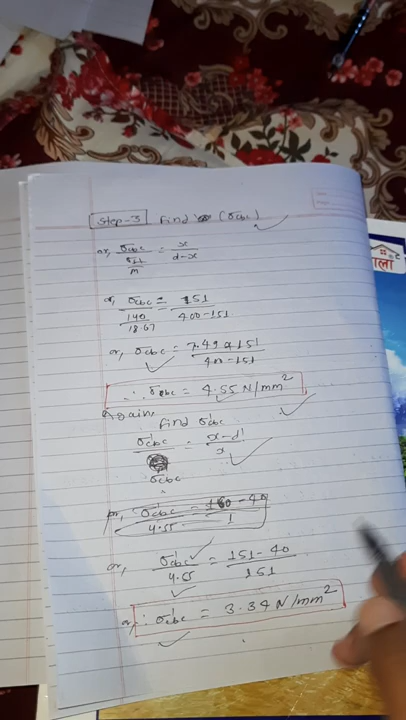 Step-3 Find (σcbc)
or, σcbc / (σst / m) = x / d-x
or, σcbc / (140 / 18.67) = 151 / 400-151
or, σcbc = 7.49 x 151 / 400-151
∴ σcbc = 4.55 N/mm²
Again,
Find σ'cbc
σ'cbc / σcbc = x-d' / x
or, σ'cbc / 4.55 = 151-40 / 151
or, ∴ σ'cbc = 3.34 N/mm²
ाला